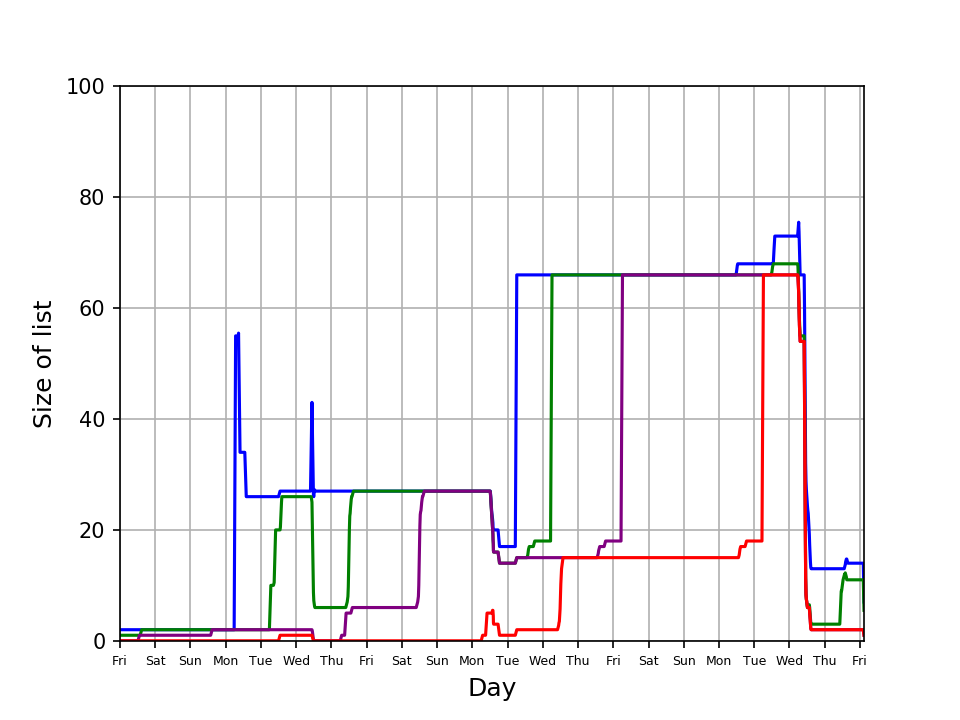 100
80
60
40
20
0
Size of list
Fri Sat Sun Mon Tue Wed Thu Fri Sat Sun Mon Tue Wed Thu Fri Sat Sun Mon Tue Wed Thu Fri
Day